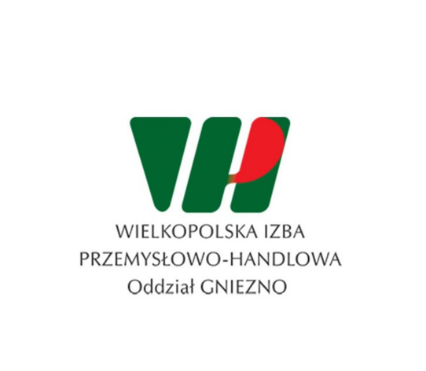 WIELKOPOLSKA IZBA
PRZEMYSŁOWO-HANDLOWA
Oddział GNIEZNO